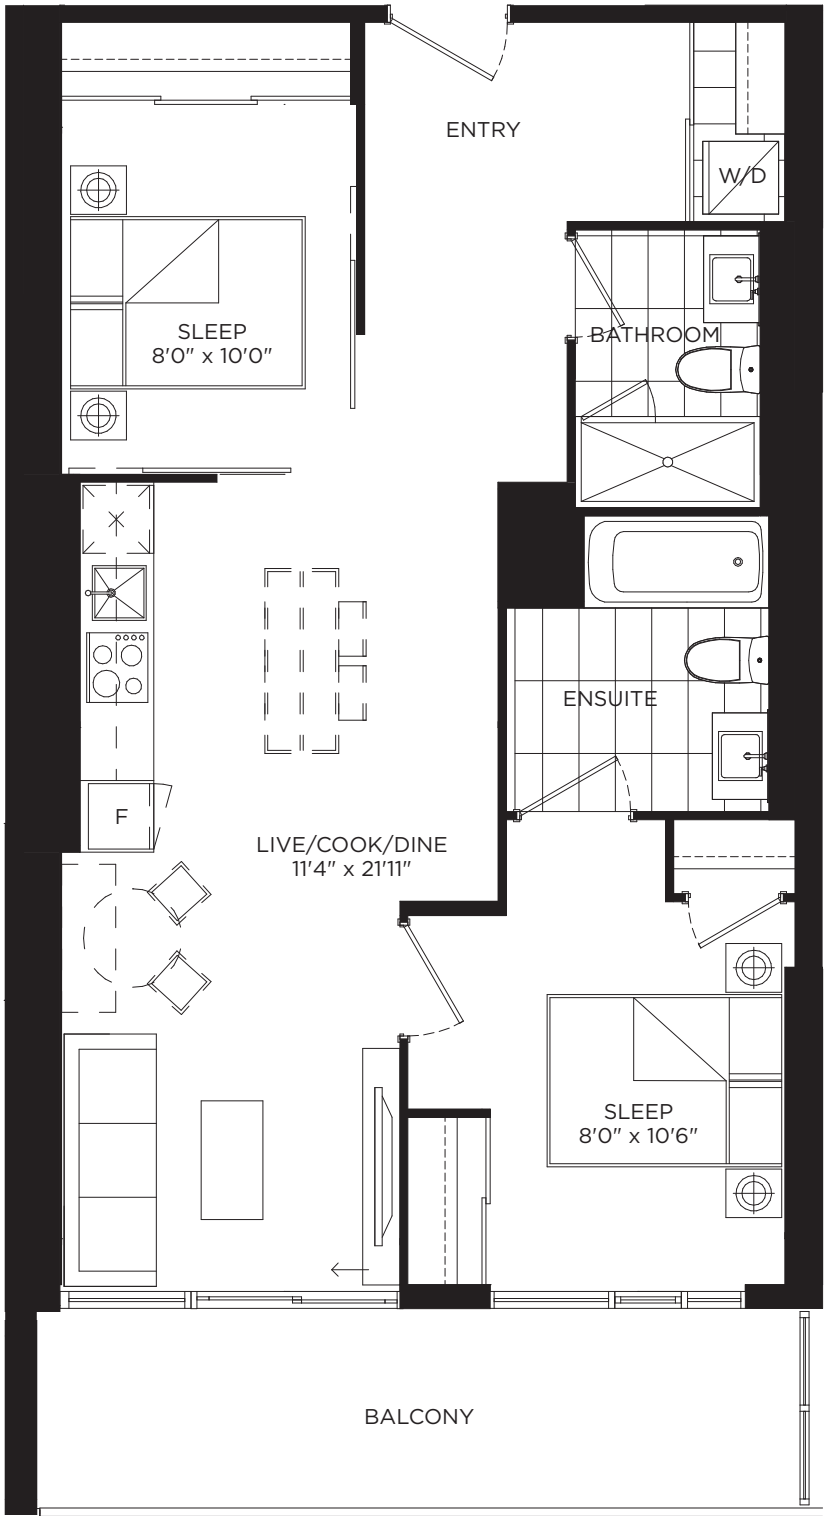 ENTRY
W/D
SLEEP
8'0" x 10'0"
BATHROOM
ENSUITE
F
LIVE/COOK/DINE
11'4" x 21'11"
SLEEP
8'0" x 10'6"
BALCONY